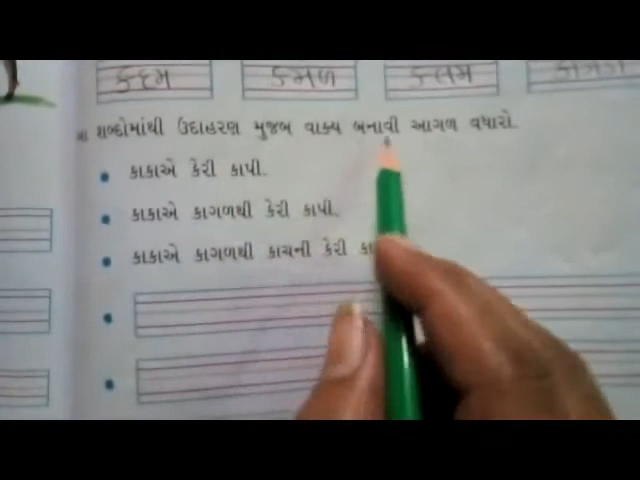 કદમ કમળ કલમ
આ શબ્દોમાંથી ઉદાહરણ મુજબ વાક્ય બનાવી આગળ વધારો.
કાકાએ કેરી કાપી.
કાકાએ કાગળથી કેરી કાપી.
કાકાએ કાગળથી કાચની કેરી